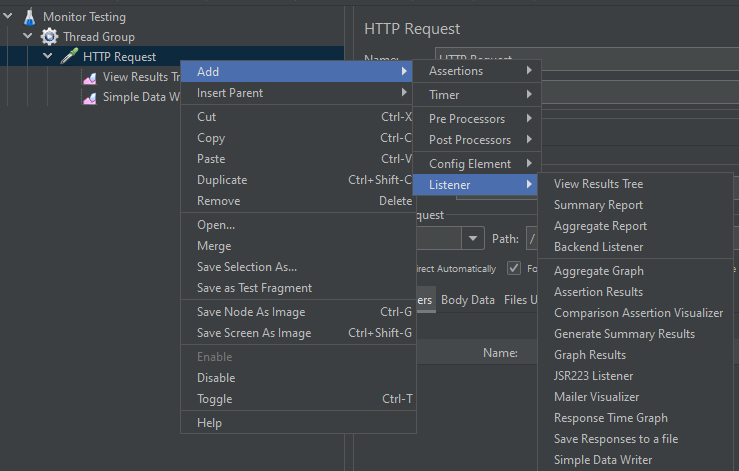 Monitor Testing
Thread Group
HTTP Request
View Results Tr
Simple Data W
HTTP Request
Name:
HTTP Request
Add
Insert Parent
Cut Ctrl-X
Copy Ctrl-C
Paste Ctrl-V
Duplicate Ctrl+Shift-C
Remove Delete
Open...
Merge
Save Selection As...
Save as Test Fragment
Save Node As Image Ctrl-G
Save Screen As Image Ctrl+Shift-G
Enable
Disable
Toggle Ctrl-T
Help
Assertions
Timer
Pre Processors
Post Processors
Config Element
Listener
View Results Tree
Summary Report
Aggregate Report
Backend Listener
Aggregate Graph
Assertion Results
Comparison Assertion Visualizer
Generate Summary Results
Graph Results
JSR223 Listener
Mailer Visualizer
Response Time Graph
Save Responses to a file
Simple Data Writer
quest
Path: /
irect Automatically Fo
ers Body Data Files U
Name: